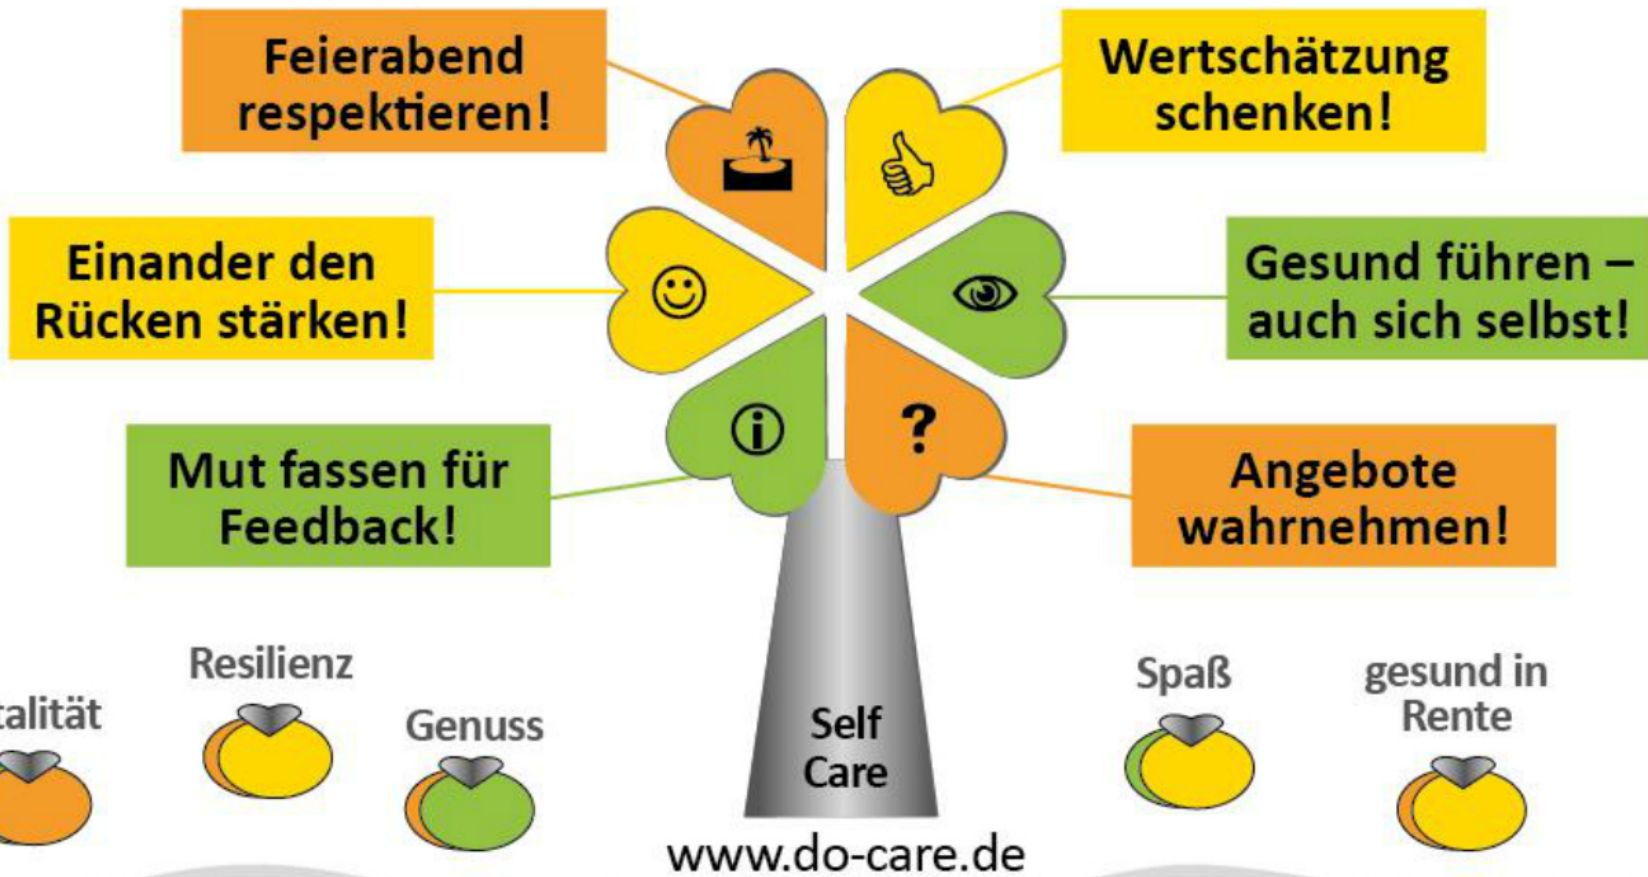 Feierabend
respektieren!
Wertschätzung
schenken!
Einander den
Rücken stärken!
Gesund führen –
auch sich selbst!
Mut fassen für
Feedback!
Angebote
wahrnehmen!
talität
Resilienz
Genuss
Self
Care
Spaß
gesund in
Rente
www.do-care.de